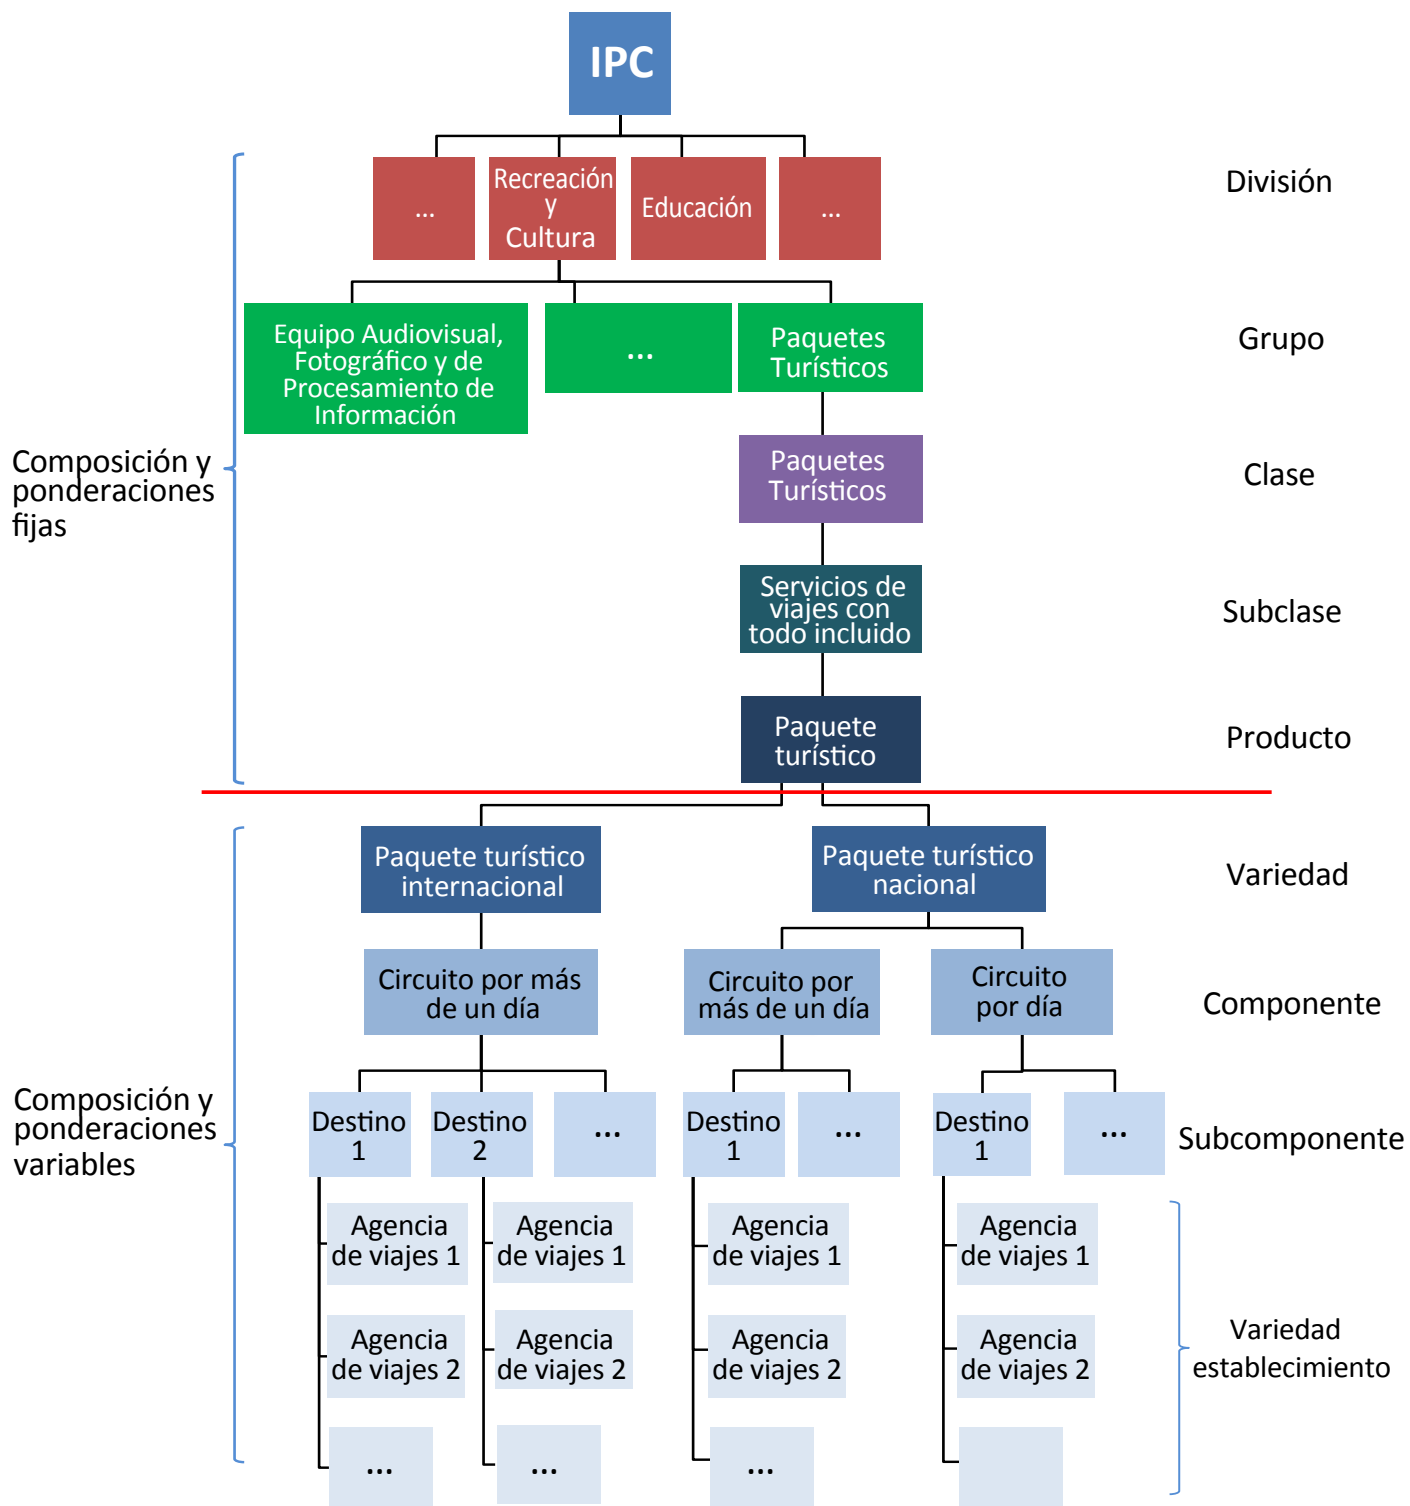 IPC
...
Recreación
y
Cultura
Educación
...
División
Equipo Audiovisual,
Fotográfico y de
Procesamiento de
Información
...
Paquetes
Turísticos
Grupo
Composición y
ponderaciones
fijas
Paquetes
Turísticos
Clase
Servicios de
viajes con
todo incluido
Subclase
Paquete
turístico
Producto
Paquete turístico
internacional
Paquete turístico
nacional
Variedad
Circuito por más
de un día
Circuito por
más de un día
Circuito
por día
Componente
Composición y
ponderaciones
variables
Destino
1
Destino
2
...
Destino
1
...
Destino
1
...
Subcomponente
Agencia
de viajes 1
Agencia
de viajes 1
Agencia
de viajes 1
Agencia
de viajes 1
Agencia
de viajes 2
Agencia
de viajes 2
Agencia
de viajes 2
Agencia
de viajes 2
Variedad
establecimiento
...
...
...